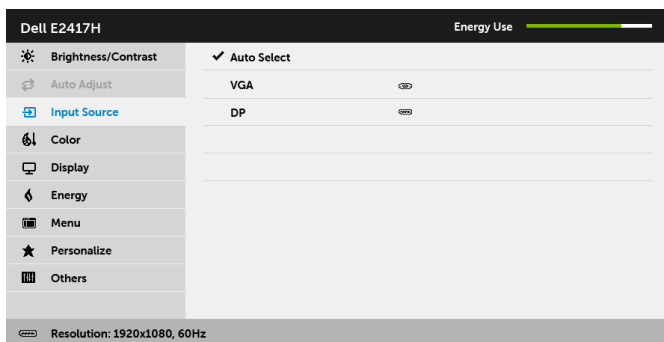 Dell E2417H Energy Use
Brightness/Contrast Auto Select
Auto Adjust VGA
Input Source DP
Color
Display
Energy
Menu
Personalize
Others
Resolution: 1920x1080, 60Hz